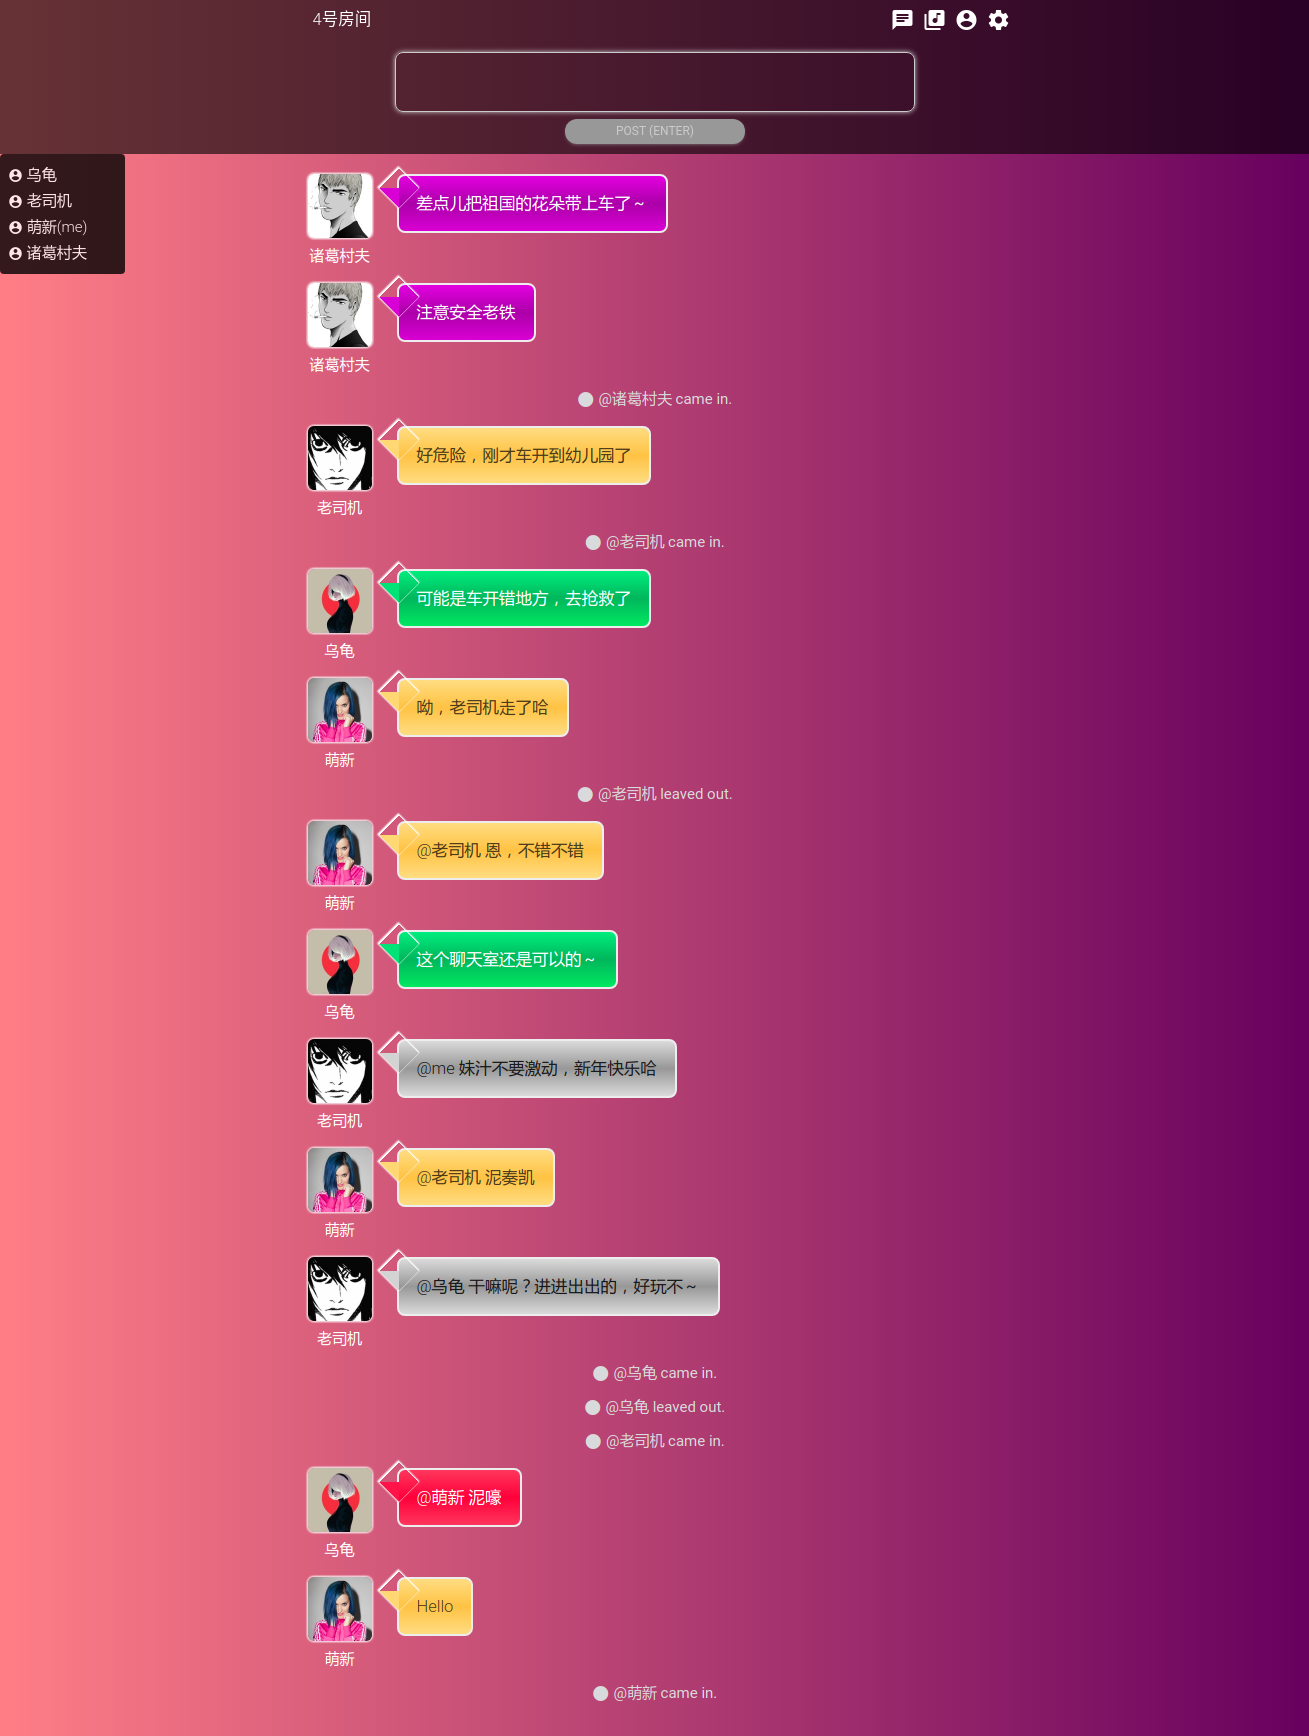 4号房间
POST (ENTER)
乌龟
老司机
萌新(me)
诸葛村夫
差点儿把祖国的花朵带上车了～
诸葛村夫
注意安全老铁
诸葛村夫
@诸葛村夫 came in.
好危险，刚才车开到幼儿园了
老司机
@老司机 came in.
可能是车开错地方，去抢救了
乌龟
呦，老司机走了哈
萌新
@老司机 leaved out.
@老司机 恩，不错不错
萌新
这个聊天室还是可以的～
乌龟
@me 妹汁不要激动，新年快乐哈
老司机
@老司机 泥奏凯
萌新
@乌龟 干嘛呢？进进出出的，好玩不～
老司机
@乌龟 came in.
@乌龟 leaved out.
@老司机 came in.
@萌新 泥嚎
乌龟
Hello
萌新
@萌新 came in.